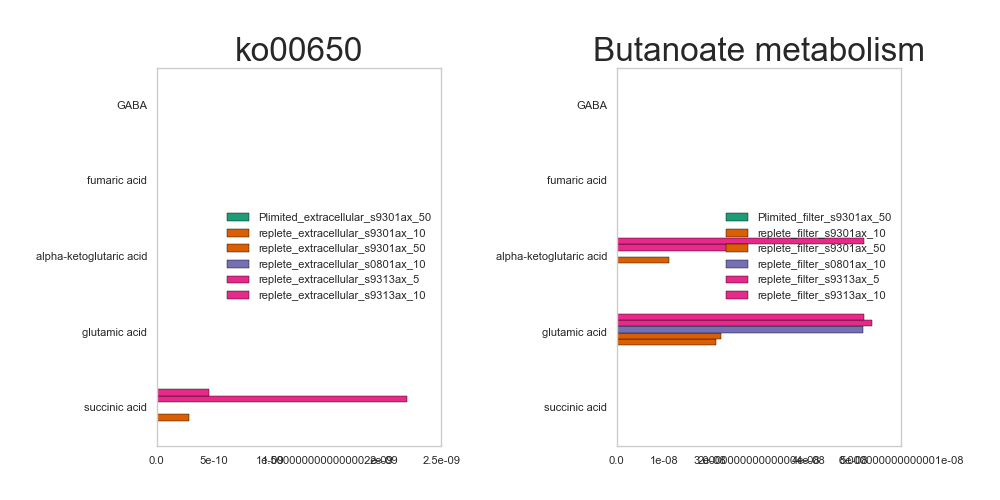 ko00650
GABA
fumaric acid
alpha-ketoglutaric acid
glutamic acid
succinic acid
Plimited_extracellular_s9301ax_50
replete_extracellular_s9301ax_10
replete_extracellular_s9301ax_50
replete_extracellular_s0801ax_10
replete_extracellular_s9313ax_5
replete_extracellular_s9313ax_10
0.0
5e-10
2.5e-09
Butanoate metabolism
GABA
fumaric acid
alpha-ketoglutaric acid
glutamic acid
succinic acid
Plimited_filter_s9301ax_50
replete_filter_s9301ax_10
replete_filter_s9301ax_50
replete_filter_s0801ax_10
replete_filter_s9313ax_5
replete_filter_s9313ax_10
0.0
1e-08